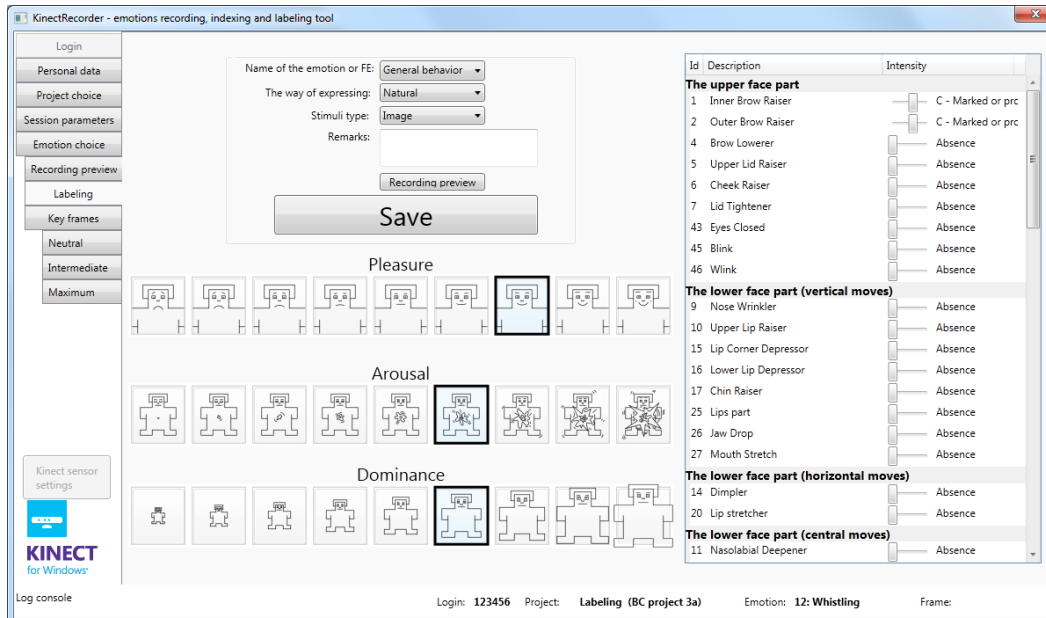 KinectRecorder - emotions recording, indexing and labeling tool
Login
Personal data
Project choice
Session parameters
Emotion choice
Recording preview
Labeling
Key frames
Neutral
Intermediate
Maximum
Kinect sensor settings
KINECT
for Windows
Log console
Name of the emotion or FE: General behavior
The way of expressing: Natural
Stimuli type: Image
Remarks:
Recording preview
Save
Pleasure
Arousal
Dominance
Id Description Intensity
The upper face part
1 Inner Brow Raiser C - Marked or prc
2 Outer Brow Raiser C - Marked or prc
4 Brow Lowerer Absence
5 Upper Lid Raiser Absence
6 Cheek Raiser Absence
7 Lid Tightener Absence
43 Eyes Closed Absence
45 Blink Absence
46 Wlink Absence
The lower face part (vertical moves)
9 Nose Wrinkler Absence
10 Upper Lip Raiser Absence
15 Lip Corner Depressor Absence
16 Lower Lip Depressor Absence
17 Chin Raiser Absence
25 Lips part Absence
26 Jaw Drop Absence
27 Mouth Stretch Absence
The lower face part (horizontal moves)
14 Dimpler Absence
20 Lip stretcher Absence
The lower face part (central moves)
11 Nasolabial Deepener Absence
Login: 123456 Project: Labeling (BC project 3a) Emotion: 12: Whistling Frame: